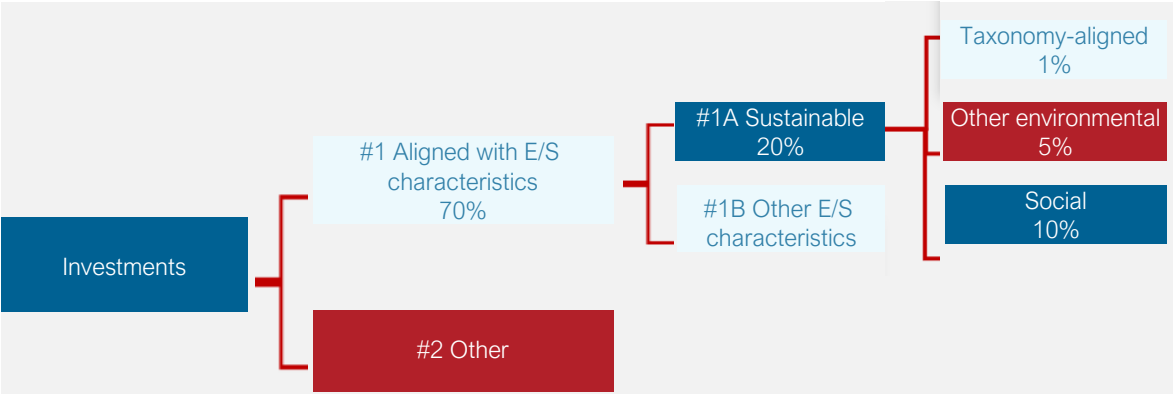 Investments
#1 Aligned with E/S
characteristics
70%
#2 Other
#1A Sustainable
20%
#1B Other E/S
characteristics
Taxonomy-aligned
1%
Other environmental
5%
Social
10%